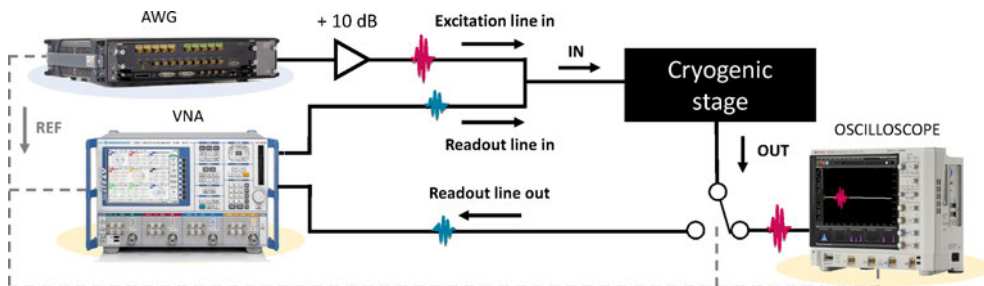 AWG
+ 10 dB
Excitation line in
IN
Cryogenic
stage
REF
VNA
Readout line in
OUT
OSCILLOSCOPE
Readout line out